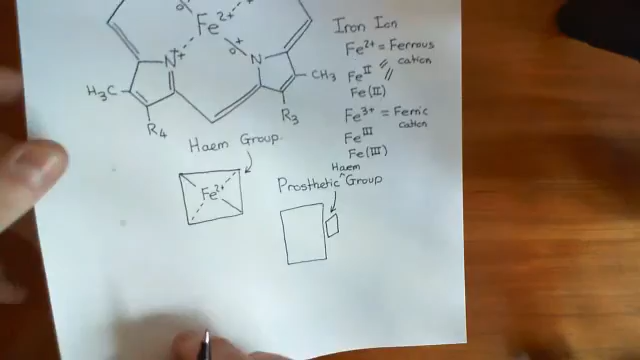 Fe2+
N
N
H3C
CH3
R4
R3
Iron Ion
Fe2+ = Ferrous
cation
FeII
Fe(II)
Fe3+ = Ferric
cation
FeIII
Fe(III)
Haem Group
Fe2+
Haem
Prosthetic ^ Group